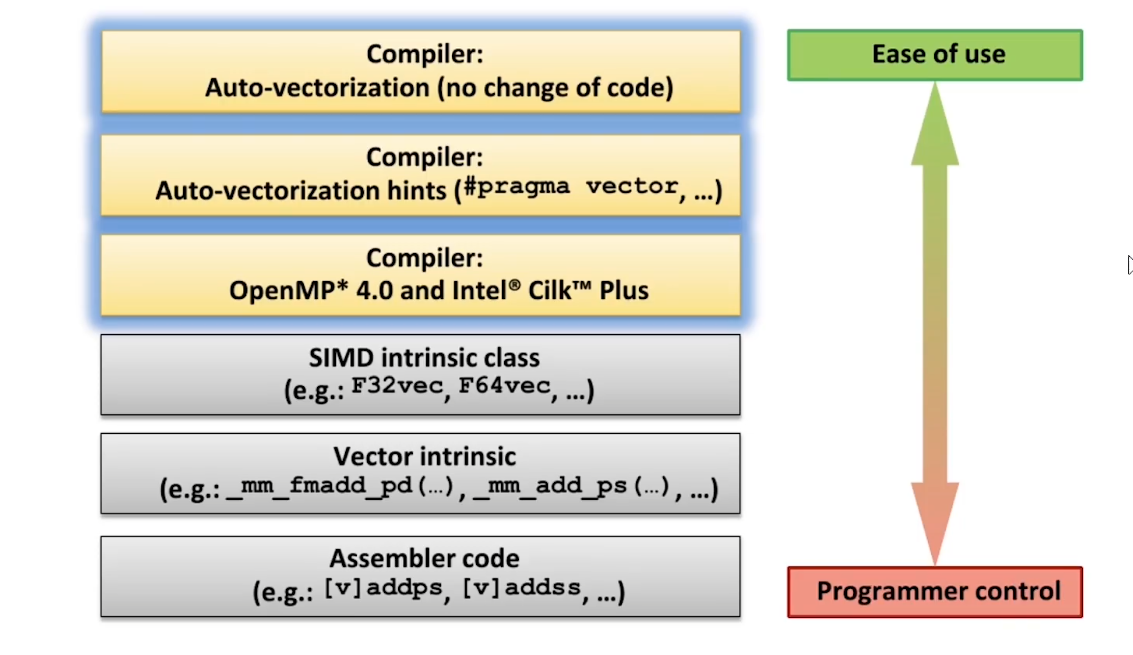 Compiler:
Auto-vectorization (no change of code)
Compiler:
Auto-vectorization hints (#pragma vector, …)
Compiler:
OpenMP* 4.0 and Intel® Cilk™ Plus
SIMD intrinsic class
(e.g.: F32vec, F64vec, …)
Vector intrinsic
(e.g.: _mm_fmadd_pd(…), _mm_add_ps(…), …)
Assembler code
(e.g.: [v]addps, [v]addss, …)
Ease of use
Programmer control